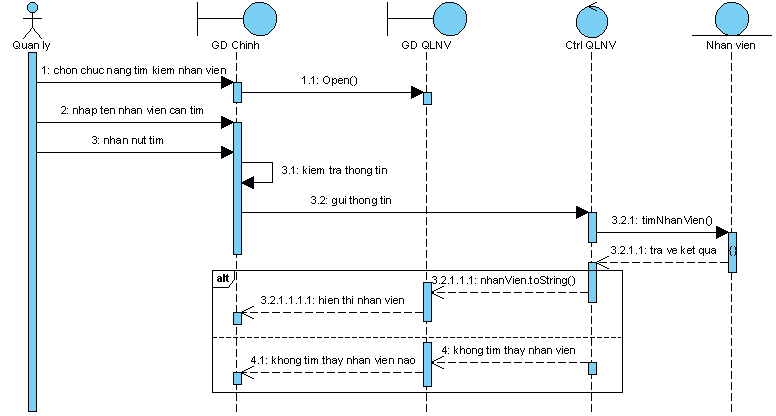 Quan ly
GD Chinh
GD QLNV
Ctrl QLNV
Nhan vien
1: chon chuc nang tim kiem nhan vien
1.1: Open()
2: nhap ten nhan vien can tim
3: nhan nut tim
3.1: kiem tra thong tin
3.2: gui thong tin
3.2.1: timNhanVien()
3.2.1.1: tra ve ket qua
{}
alt
3.2.1.1.1: nhanVien.toString()
3.2.1.1.1.1: hien thi nhan vien
4: khong tim thay nhan vien
4.1: khong tim thay nhan vien nao